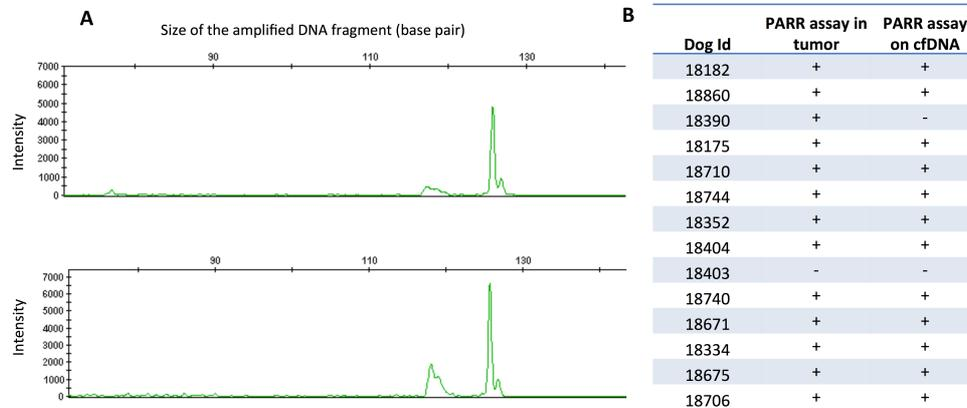 A
Size of the amplified DNA fragment (base pair)
90 110 130
7000
6000
5000
4000
3000
2000
1000
0
Intensity
90 110 130
7000
6000
5000
4000
3000
2000
1000
0
Intensity
B
Dog Id PARR assay in tumor PARR assay on cfDNA
18182 + +
18860 + +
18390 + -
18175 + +
18710 + +
18744 + +
18352 + +
18404 + +
18403 - -
18740 + +
18671 + +
18334 + +
18675 + +
18706 + +